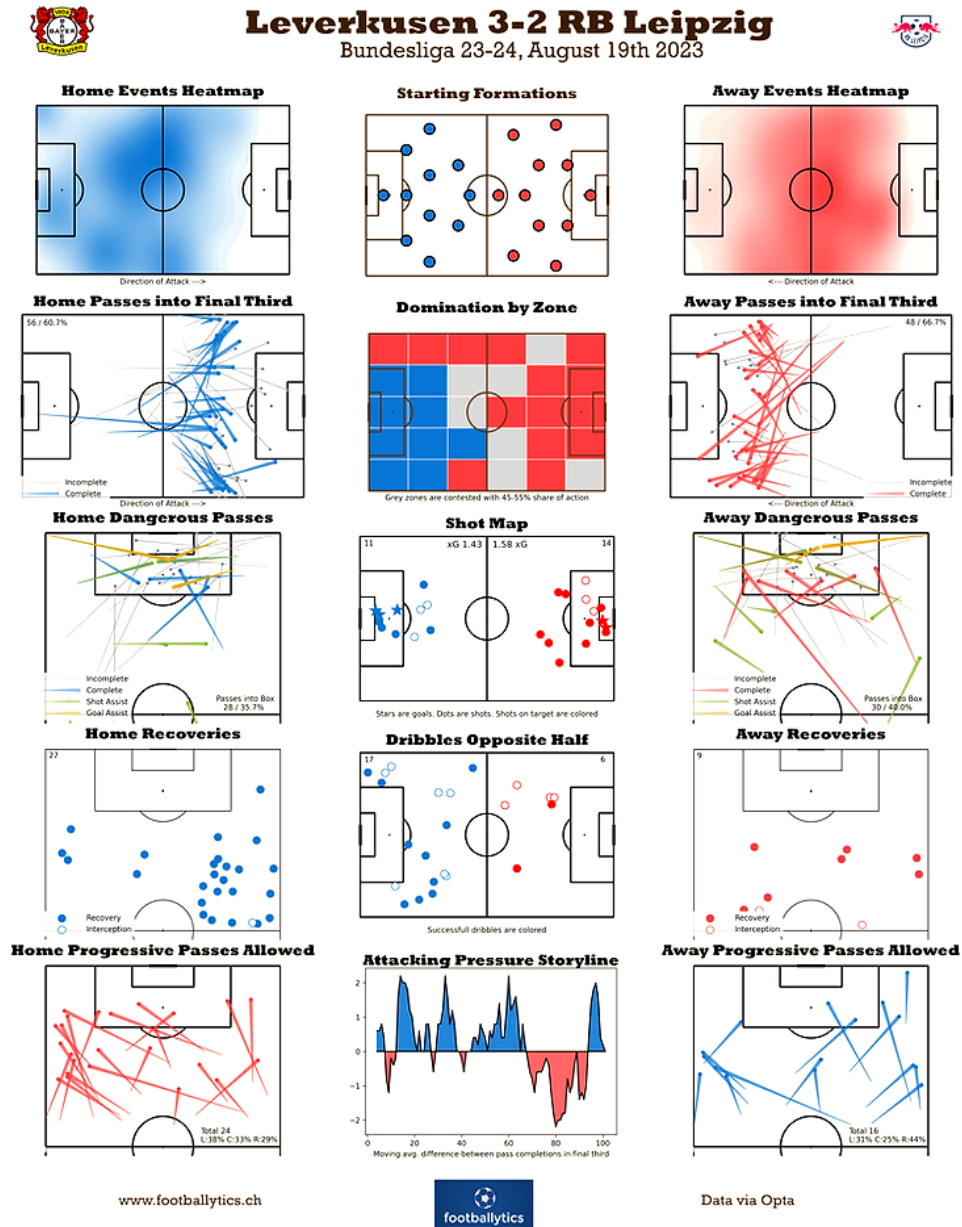 Leverkusen 3-2 RB Leipzig
Bundesliga 23-24, August 19th 2023
1904
BAYER
Leverkusen
RB LEIPZIG
Home Events Heatmap
Starting Formations
Away Events Heatmap
Direction of Attack --->
<--- Direction of Attack
Home Passes into Final Third
Domination by Zone
Away Passes into Final Third
56 / 60.7%
48 / 66.7%
Incomplete
Complete
Incomplete
Complete
Direction of Attack --->
Grey zones are contested with 45-55% share of action
<--- Direction of Attack
Home Dangerous Passes
Shot Map
Away Dangerous Passes
11
xG 1.43
1.58 xG
14
Incomplete
Complete
Shot Assist
Goal Assist
Passes into Box
28 / 35.7%
Stars are goals. Dots are shots. Shots on target are colored
Incomplete
Complete
Shot Assist
Goal Assist
Passes into Box
30 / 40.0%
Home Recoveries
Dribbles Opposite Half
Away Recoveries
27
17
6
9
Recovery
Interception
Successfull dribbles are colored
Recovery
Interception
Home Progressive Passes Allowed
Attacking Pressure Storyline
Away Progressive Passes Allowed
2
1
0
−1
−2
0 20 40 60 80 100
Moving avg. difference between pass completions in final third
Total 24
L:38% C:33% R:29%
Total 16
L:31% C:25% R:44%
www.footballytics.ch
footballytics
Data via Opta